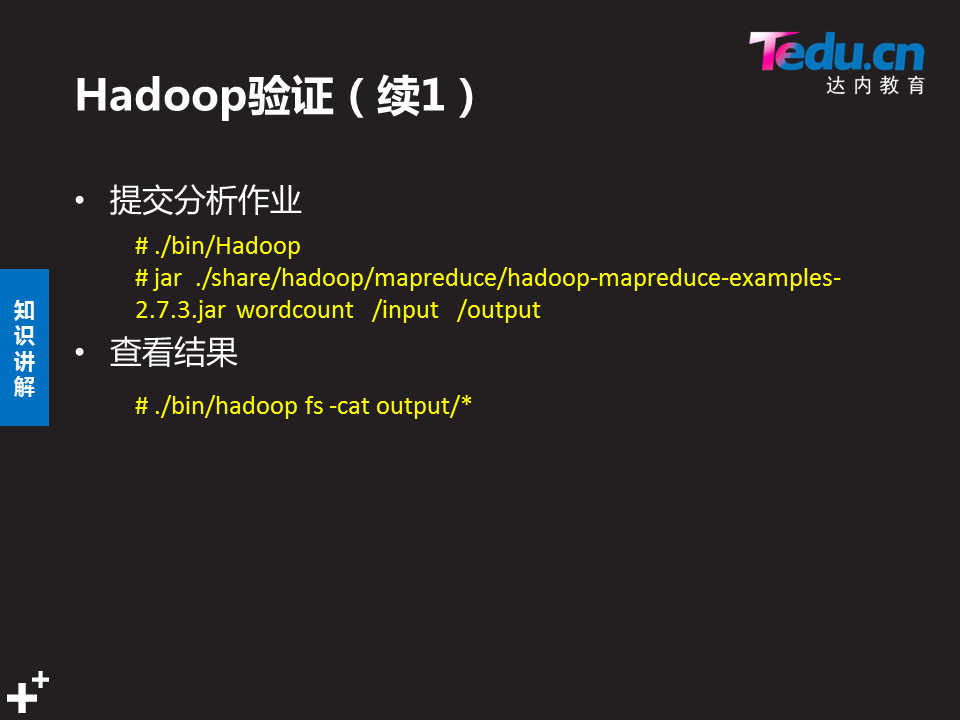 Tedu.cn
达内教育
Hadoop验证（续1）
• 提交分析作业
# ./bin/Hadoop
# jar ./share/hadoop/mapreduce/hadoop-mapreduce-examples-
2.7.3.jar wordcount /input /output
• 查看结果
# ./bin/hadoop fs -cat output/*
知识讲解